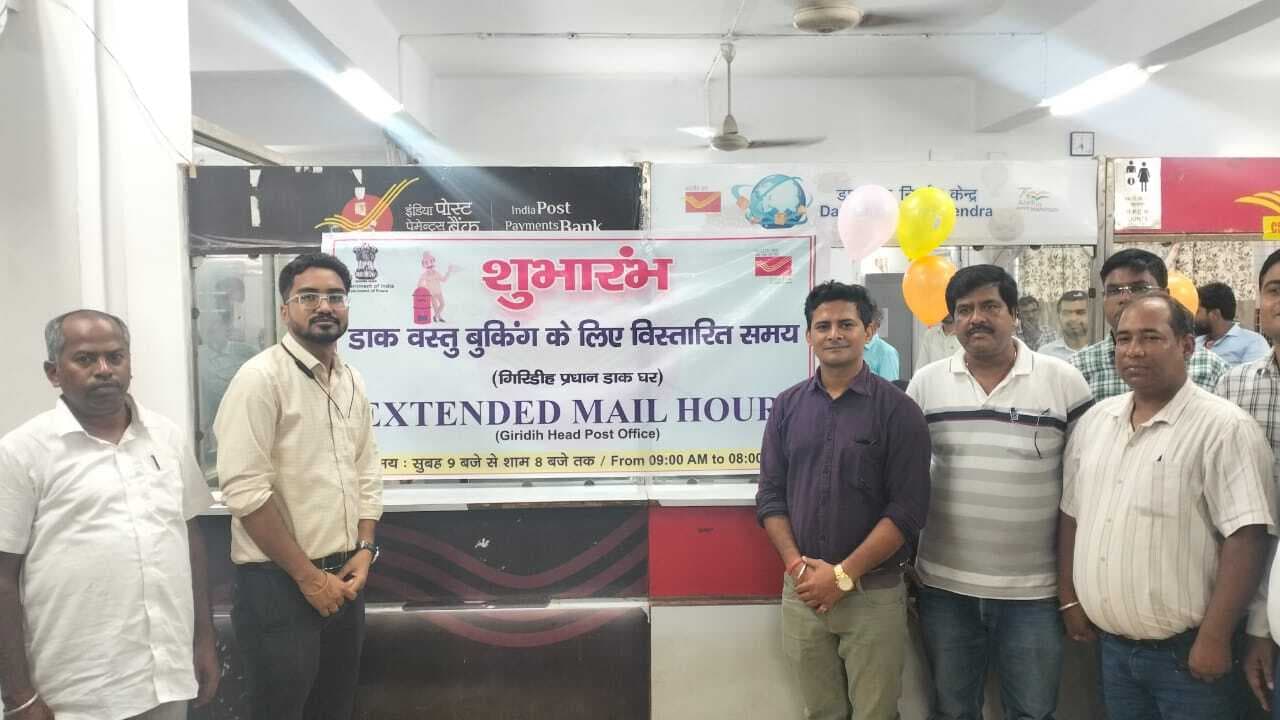 इंडिया पोस्ट
पेमेन्ट्स बैंक
India Post
Payments Bank
केन्द्र
शुभारंभ
डाक वस्तु बुकिंग के लिए विस्तारित समय
(गिरिडीह प्रधान डाक घर)
EXTENDED MAIL HOUR
(Giridih Head Post Office)
सुबह 9 बजे से शाम 8 बजे तक / From 09:00 AM to 08:00